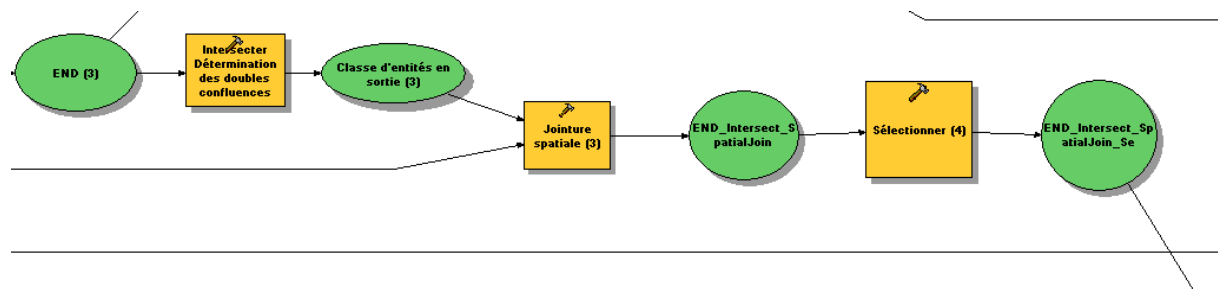 END (3)
Intersecter
Détermination
des doubles
confluences
Classe d'entités en
sortie (3)
Jointure
spatiale (3)
END_Intersect_S
patialJoin
Sélectionner (4)
END_Intersect_Sp
atialJoin_Se